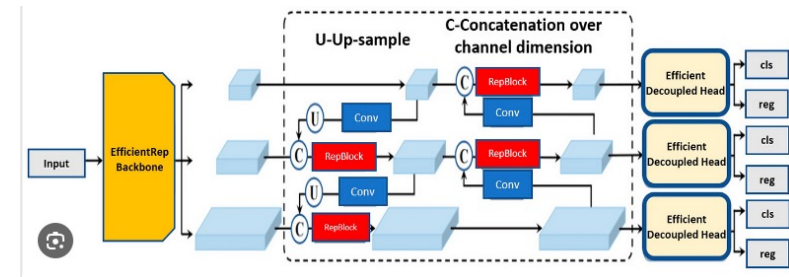 U-Up-sample
C-Concatenation over
channel dimension
Input
EfficientRep
Backbone
C
RepBlock
U
Conv
C
RepBlock
C
RepBlock
U
Conv
Conv
C
RepBlock
Conv
Efficient
Decoupled Head
cls
reg
Efficient
Decoupled Head
cls
reg
Efficient
Decoupled Head
cls
reg